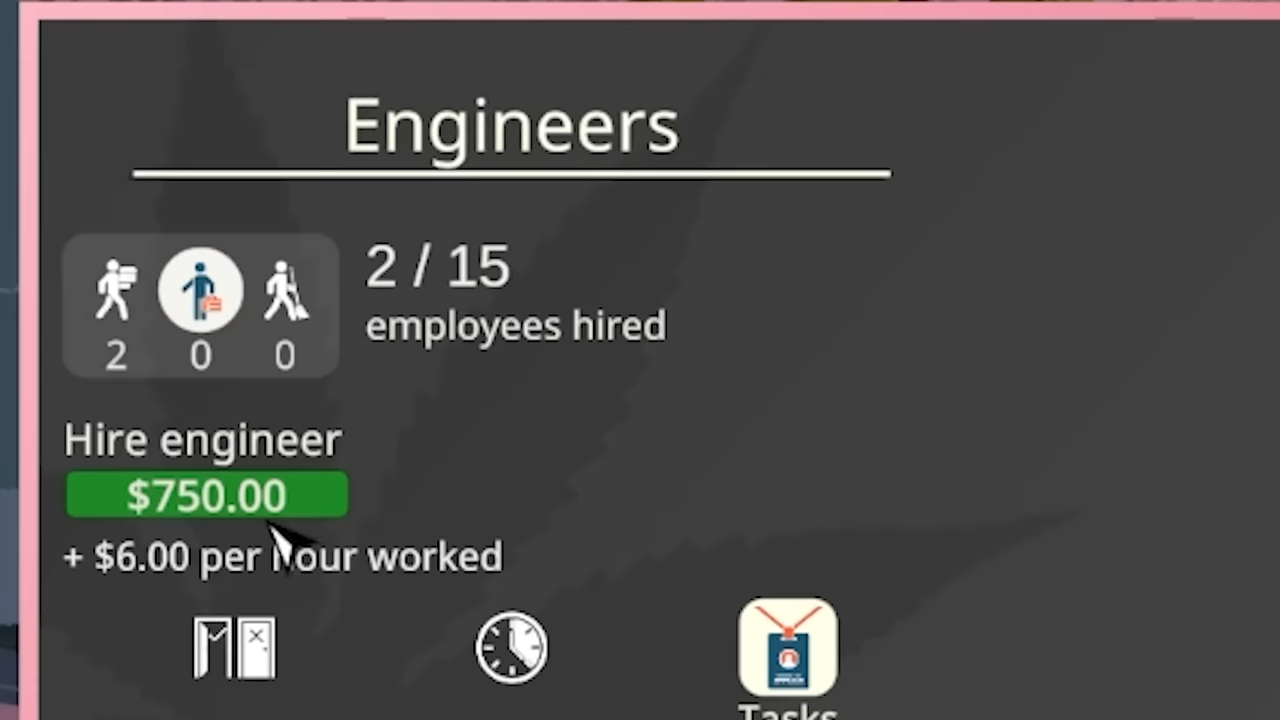 Engineers
2 / 15
employees hired
2 0 0
Hire engineer
$750.00
+ $6.00 per hour worked
Tasks